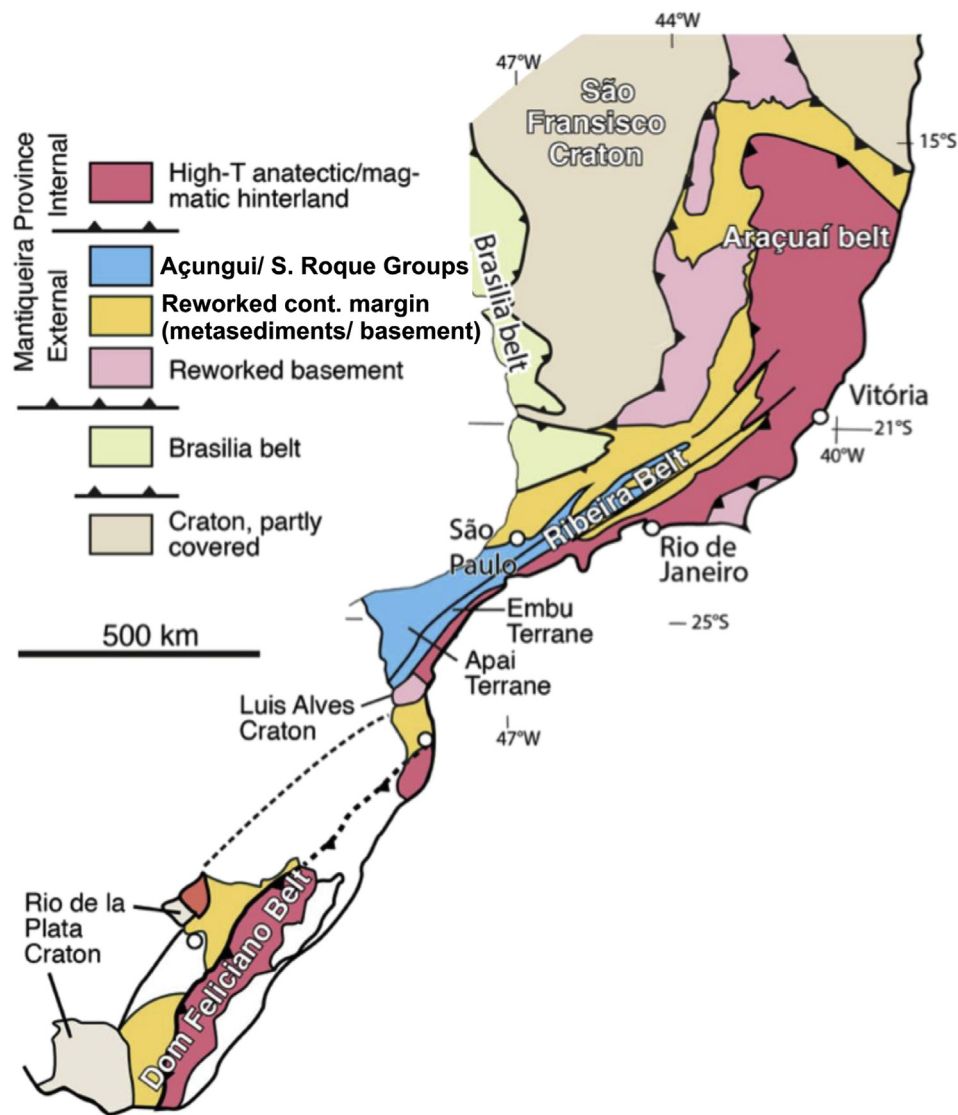 44°W
47°W
São
Fransisco
Craton
15°S
Mantiqueira Province
Internal
External
High-T anatectic/mag-
matic hinterland
Açungui/ S. Roque Groups
Reworked cont. margin
(metasediments/ basement)
Reworked basement
Brasilia belt
Craton, partly
covered
Araçuaí belt
Brasilia belt
Vitória
21°S
40°W
Ribeira Belt
São
Paulo
Rio de
Janeiro
Embu
Terrane
25°S
500 km
Apai
Terrane
Luis Alves
Craton
47°W
Rio de la
Plata
Craton
Dom Feliciano Belt